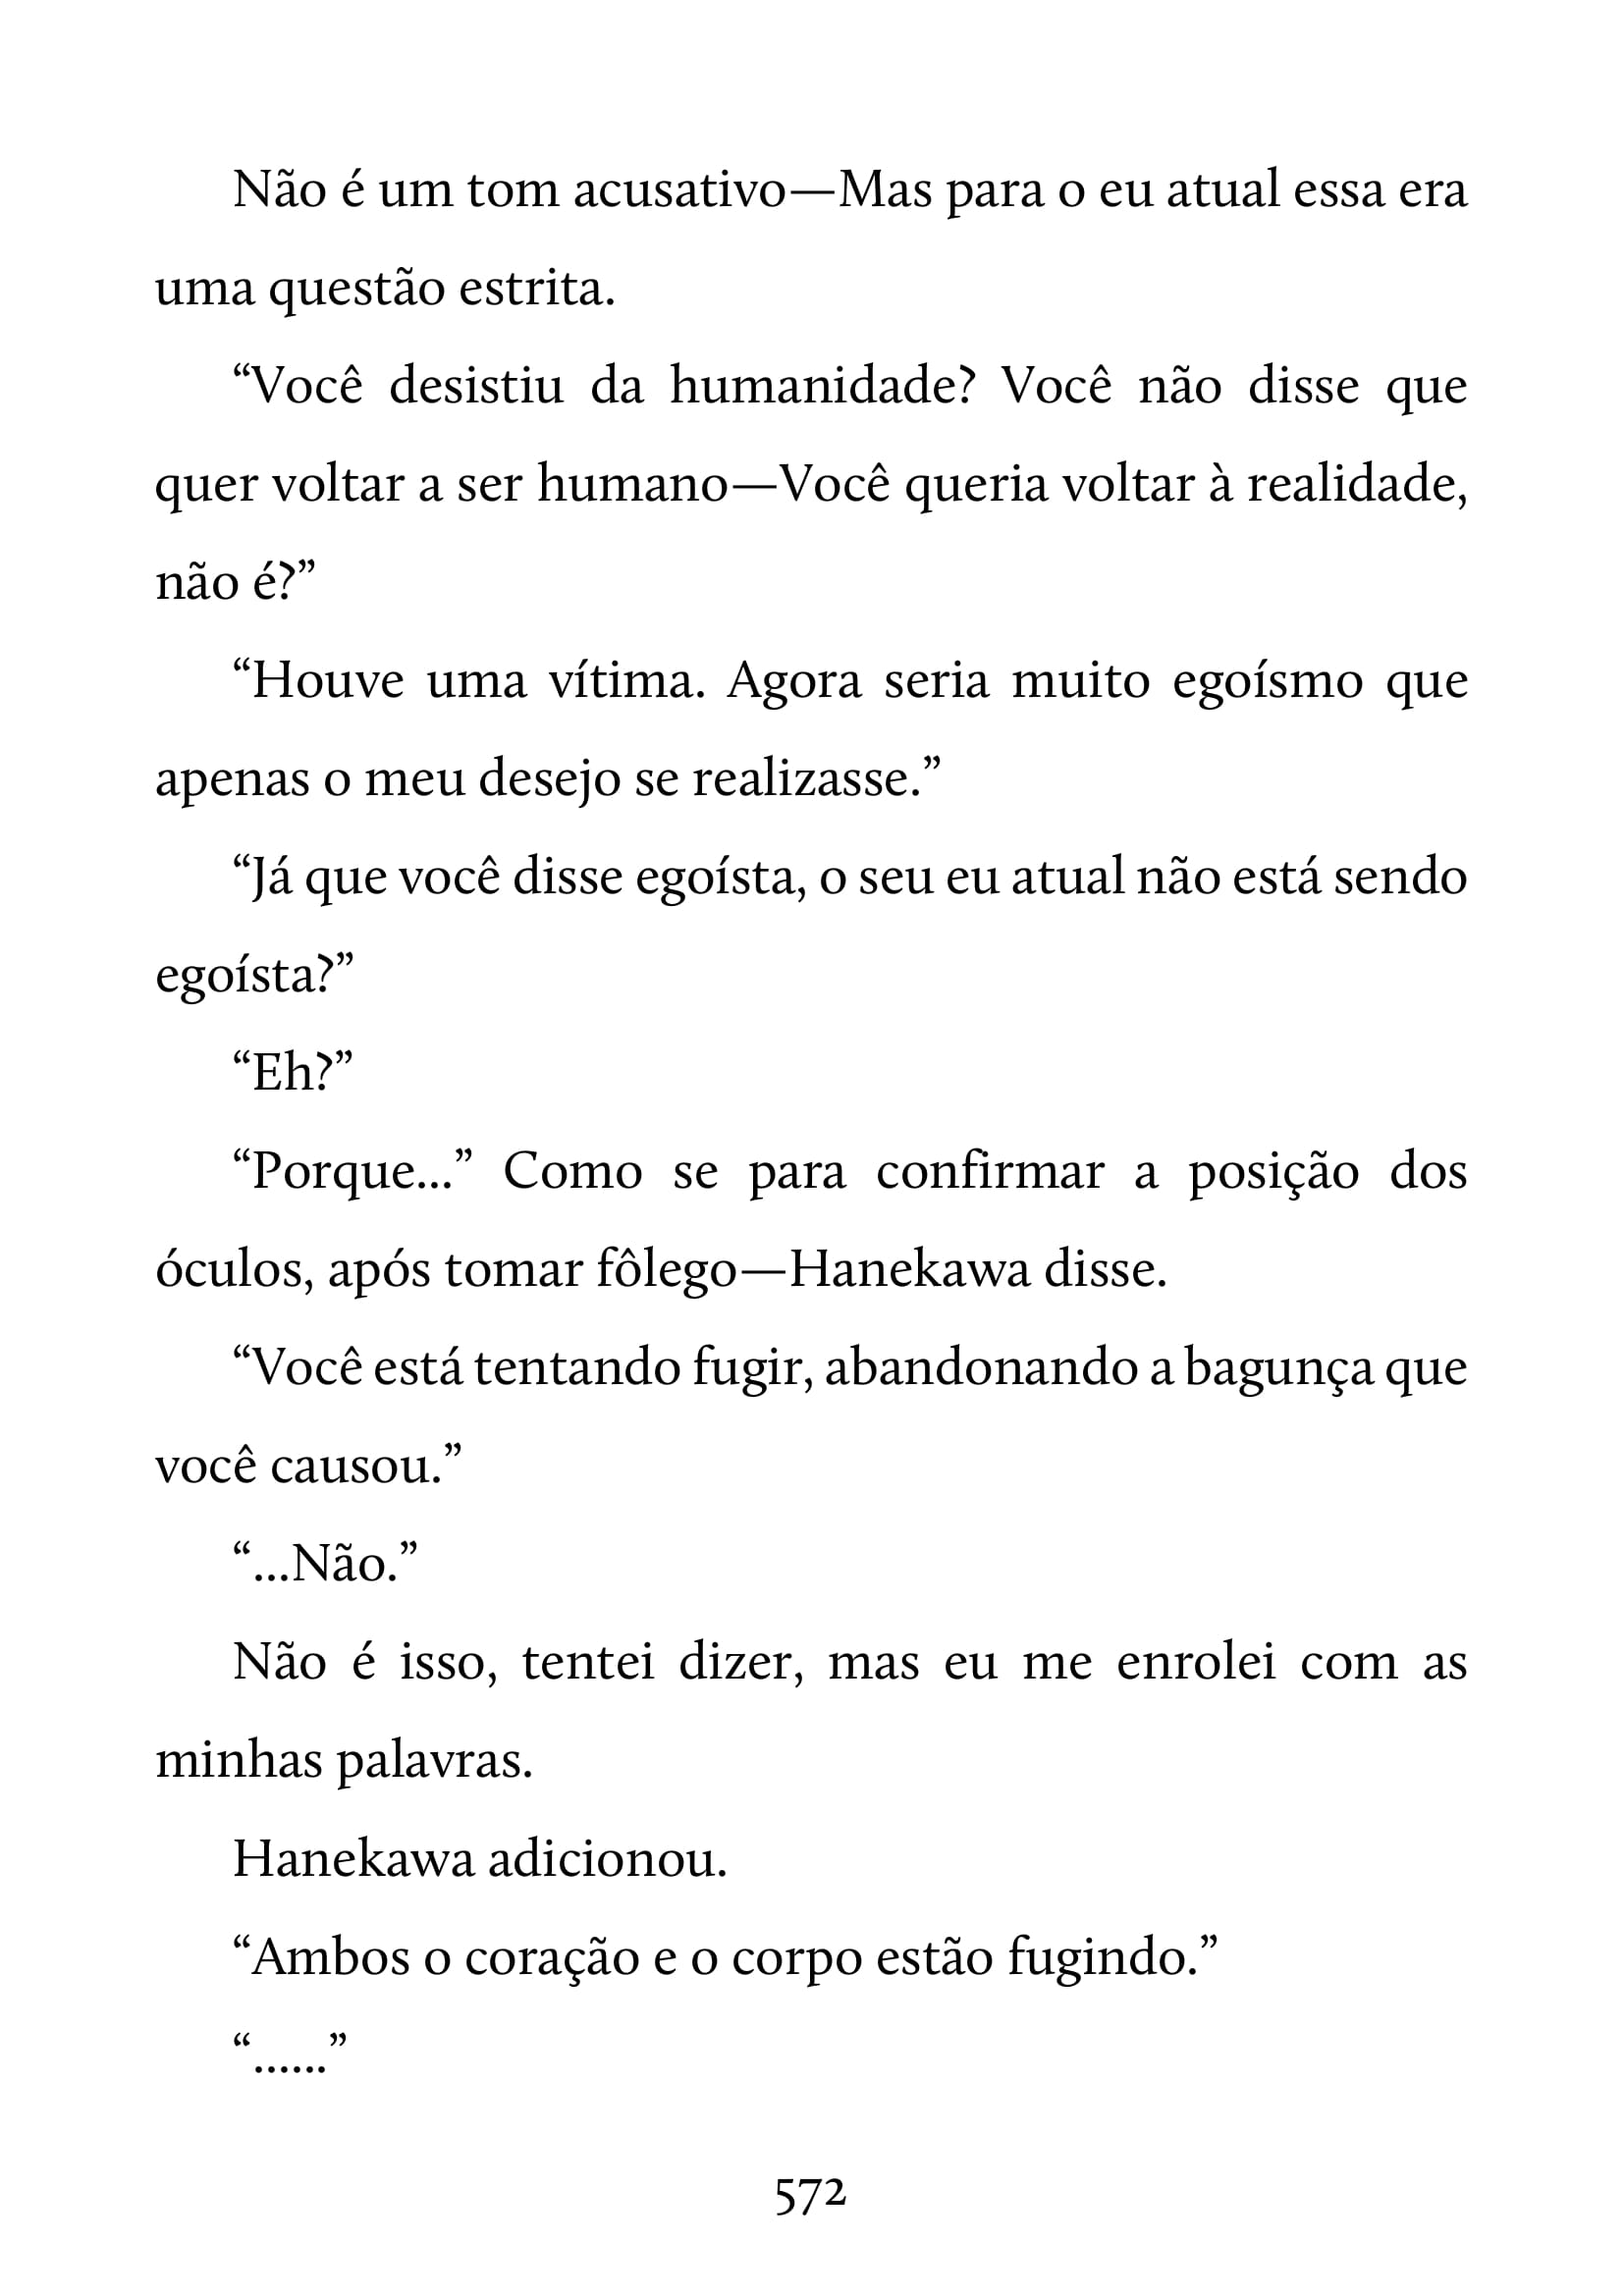 Não é um tom acusativo—Mas para o eu atual essa era
uma questão estrita.
“Você desistiu da humanidade? Você não disse que
quer voltar a ser humano—Você queria voltar à realidade,
não é?”
“Houve uma vítima. Agora seria muito egoísmo que
apenas o meu desejo se realizasse.”
“Já que você disse egoísta, o seu eu atual não está sendo
egoísta?”
“Eh?”
“Porque...” Como se para confirmar a posição dos
óculos, após tomar fôlego—Hanekawa disse.
“Você está tentando fugir, abandonando a bagunça que
você causou.”
“...Não.”
Não é isso, tentei dizer, mas eu me enrolei com as
minhas palavras.
Hanekawa adicionou.
“Ambos o coração e o corpo estão fugindo.”
“......”
572